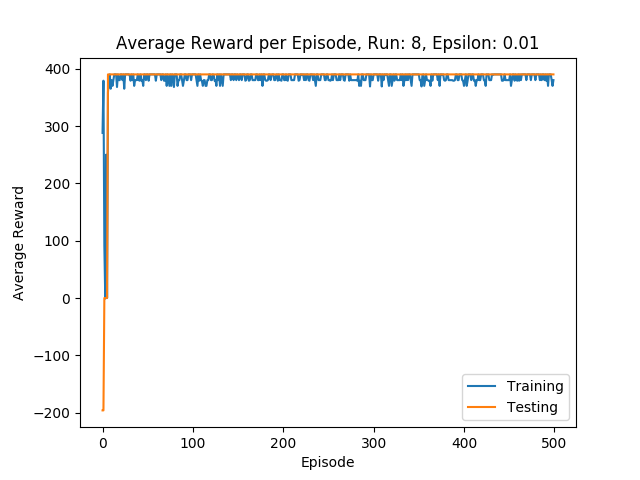 Average Reward per Episode, Run: 8, Epsilon: 0.01
400
300
200
100
0
−100
−200
Average Reward
0
100
200
300
400
500
Episode
Training
Testing